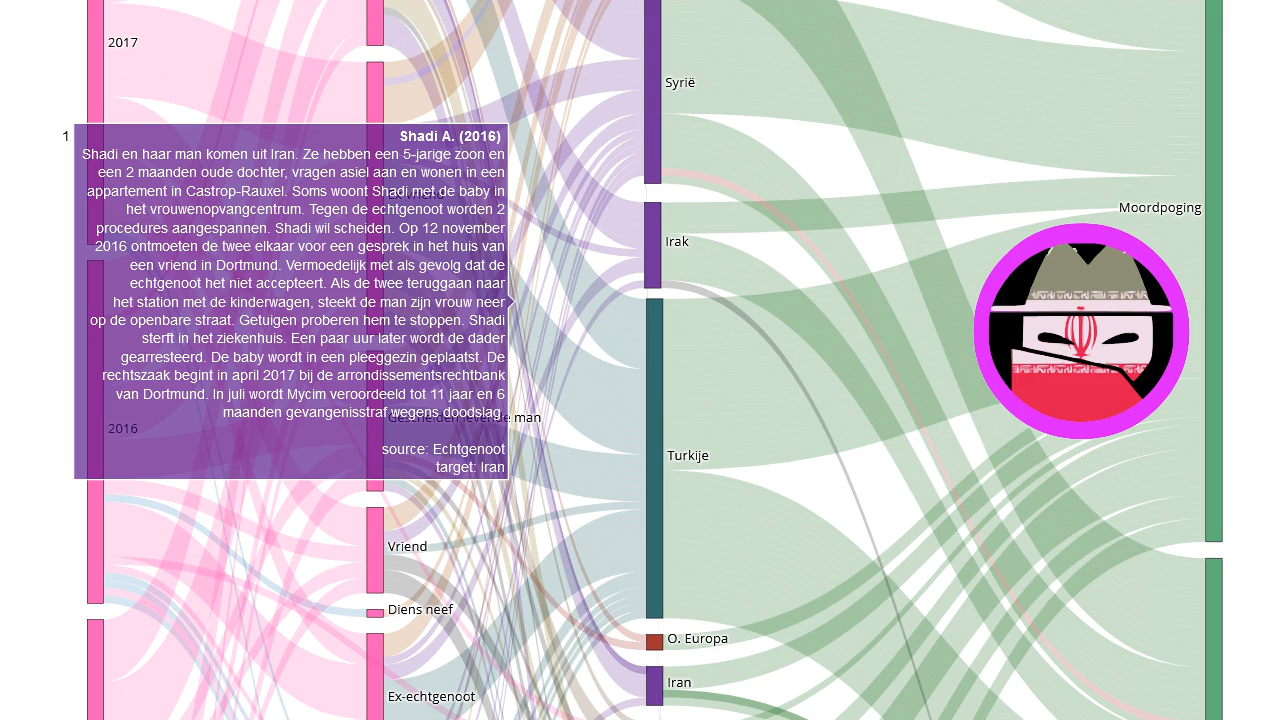 2017
Syrië
1
Shadi A. (2016)
Shadi en haar man komen uit Iran. Ze hebben een 5-jarige zoon en
een 2 maanden oude dochter, vragen asiel aan en wonen in een
appartement in Castrop-Rauxel. Soms woont Shadi met de baby in
Ex-vriend
het vrouwenopvangcentrum. Tegen de echtgenoot worden 2
Moordpoging
procedures aangespannen. Shadi wil scheiden. Op 12 november
2016 ontmoeten de twee elkaar voor een gesprek in het huis van
Irak
een vriend in Dortmund. Vermoedelijk met als gevolg dat de
echtgenoot het niet accepteert. Als de twee teruggaan naar
het station met de kinderwagen, steekt de man zijn vrouw neer
op de openbare straat. Getuigen proberen hem te stoppen. Shadi
sterft in het ziekenhuis. Een paar uur later wordt de dader
gearresteerd. De baby wordt in een pleeggezin geplaatst. De
rechtszaak begint in april 2017 bij de arrondissementsrechtbank
van Dortmund. In juli wordt Mycim veroordeeld tot 11 jaar en 6
maanden gevangenisstraf wegens doodslag.
Gescheiden levende man
2016
source: Echtgenoot
target: Iran
Turkije
Vriend
Diens neef
O. Europa
Iran
Ex-echtgenoot